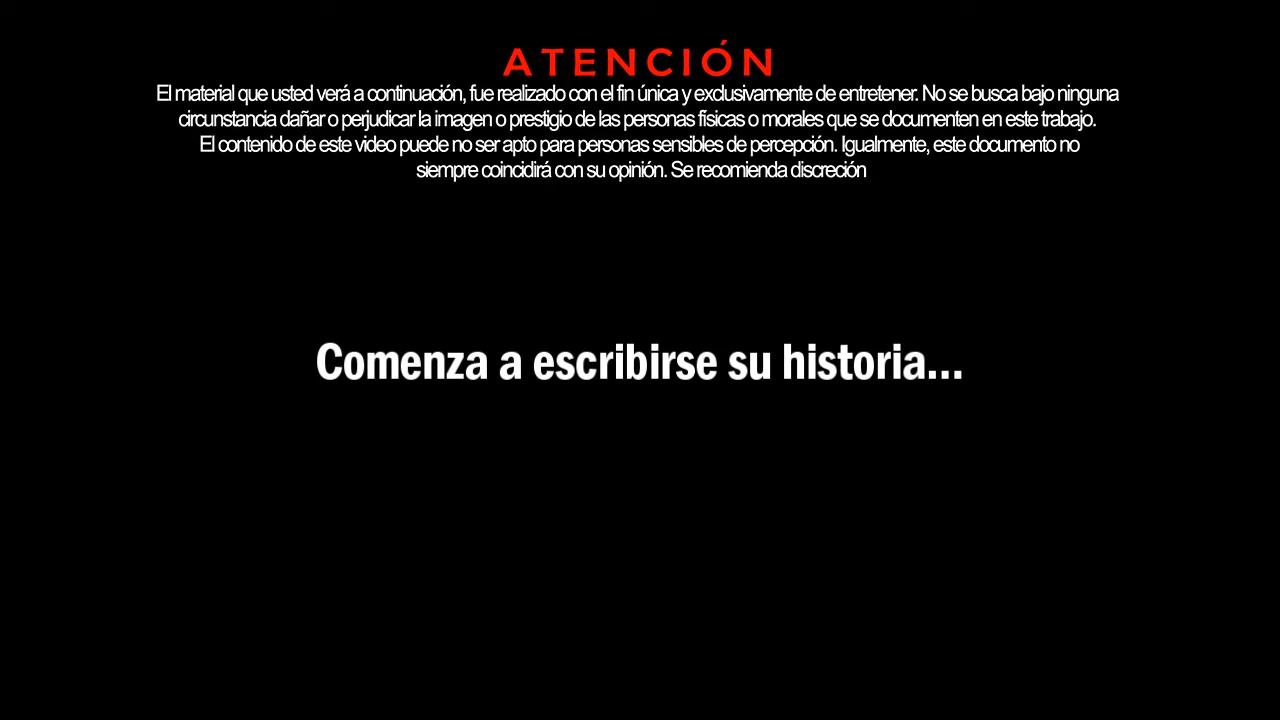 ATENCIÓN
El material que usted verá a continuación, fue realizado con el fin única y exclusivamente de entretener. No se busca bajo ninguna
circunstancia dañar o perjudicar la imagen o prestigio de las personas físicas o morales que se documenten en este trabajo.
El contenido de este video puede no ser apto para personas sensibles de percepción. Igualmente, este documento no
siempre coincidirá con su opinión. Se recomienda discreción
Comenza a escribirse su historia...